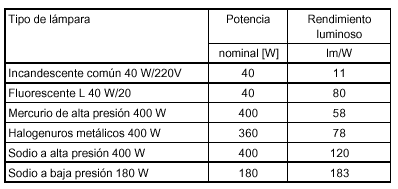 Tipo de lámpara Potencia Rendimiento
luminoso
nominal [W] lm/W
Incandescente común 40 W/220V 40 11
Fluorescente L 40 W/20 40 80
Mercurio de alta presión 400 W 400 58
Halogenuros metálicos 400 W 360 78
Sodio a alta presión 400 W 400 120
Sodio a baja presión 180 W 180 183